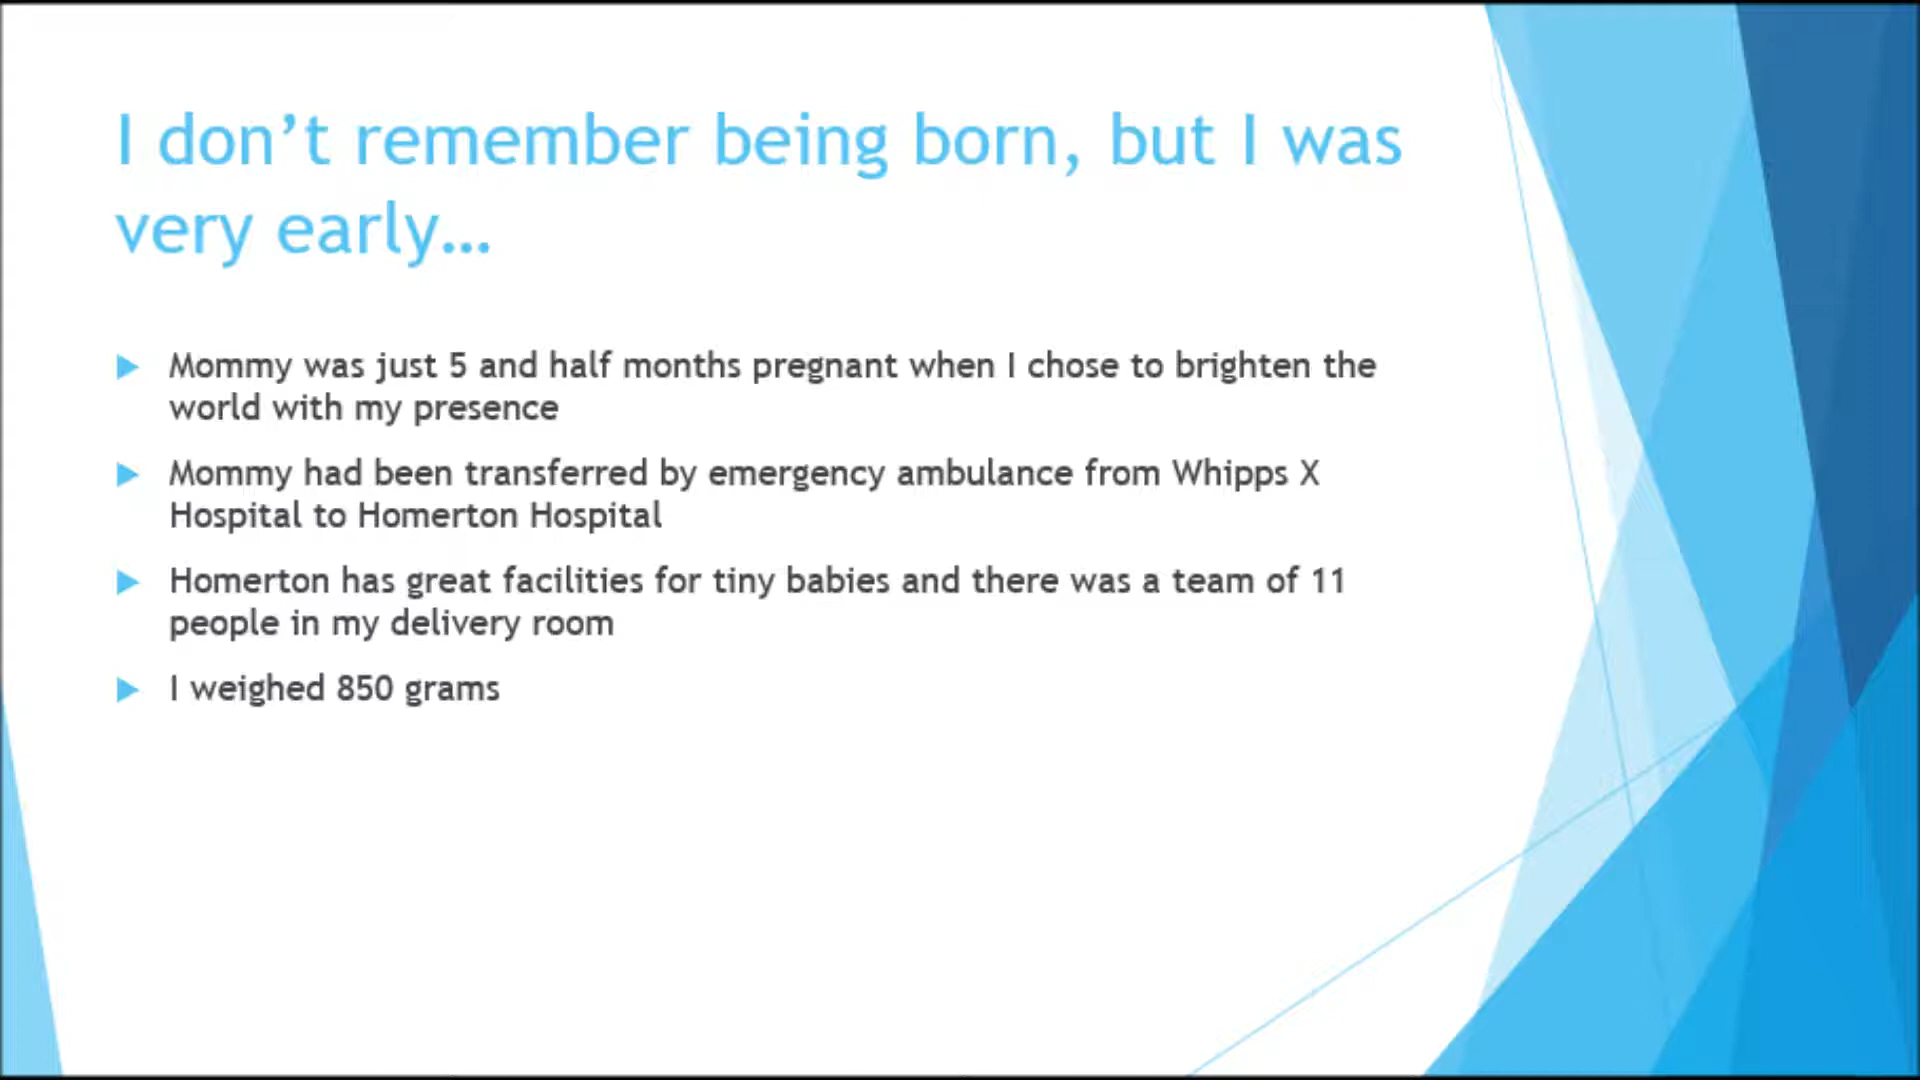 I don’t remember being born, but I was
very early…
Mommy was just 5 and half months pregnant when I chose to brighten the
world with my presence
Mommy had been transferred by emergency ambulance from Whipps X
Hospital to Homerton Hospital
Homerton has great facilities for tiny babies and there was a team of 11
people in my delivery room
I weighed 850 grams